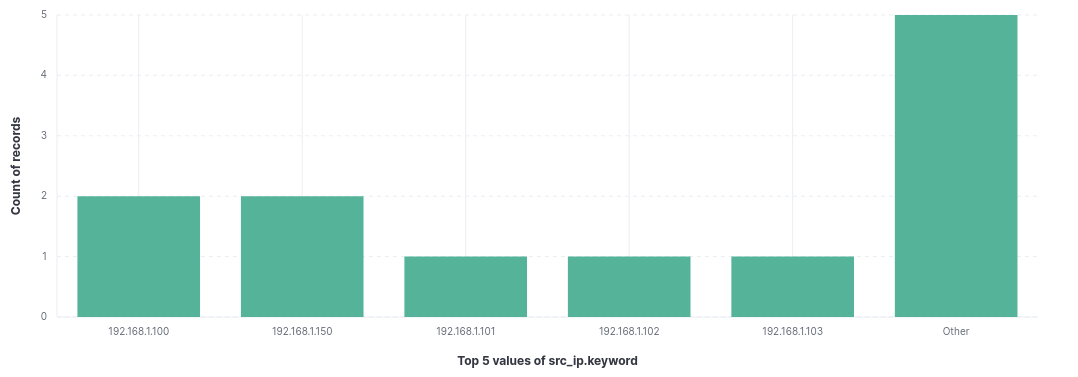 5
4
3
2
1
0
Count of records
192.168.1.100 192.168.1.150 192.168.1.101 192.168.1.102 192.168.1.103 Other
Top 5 values of src_ip.keyword